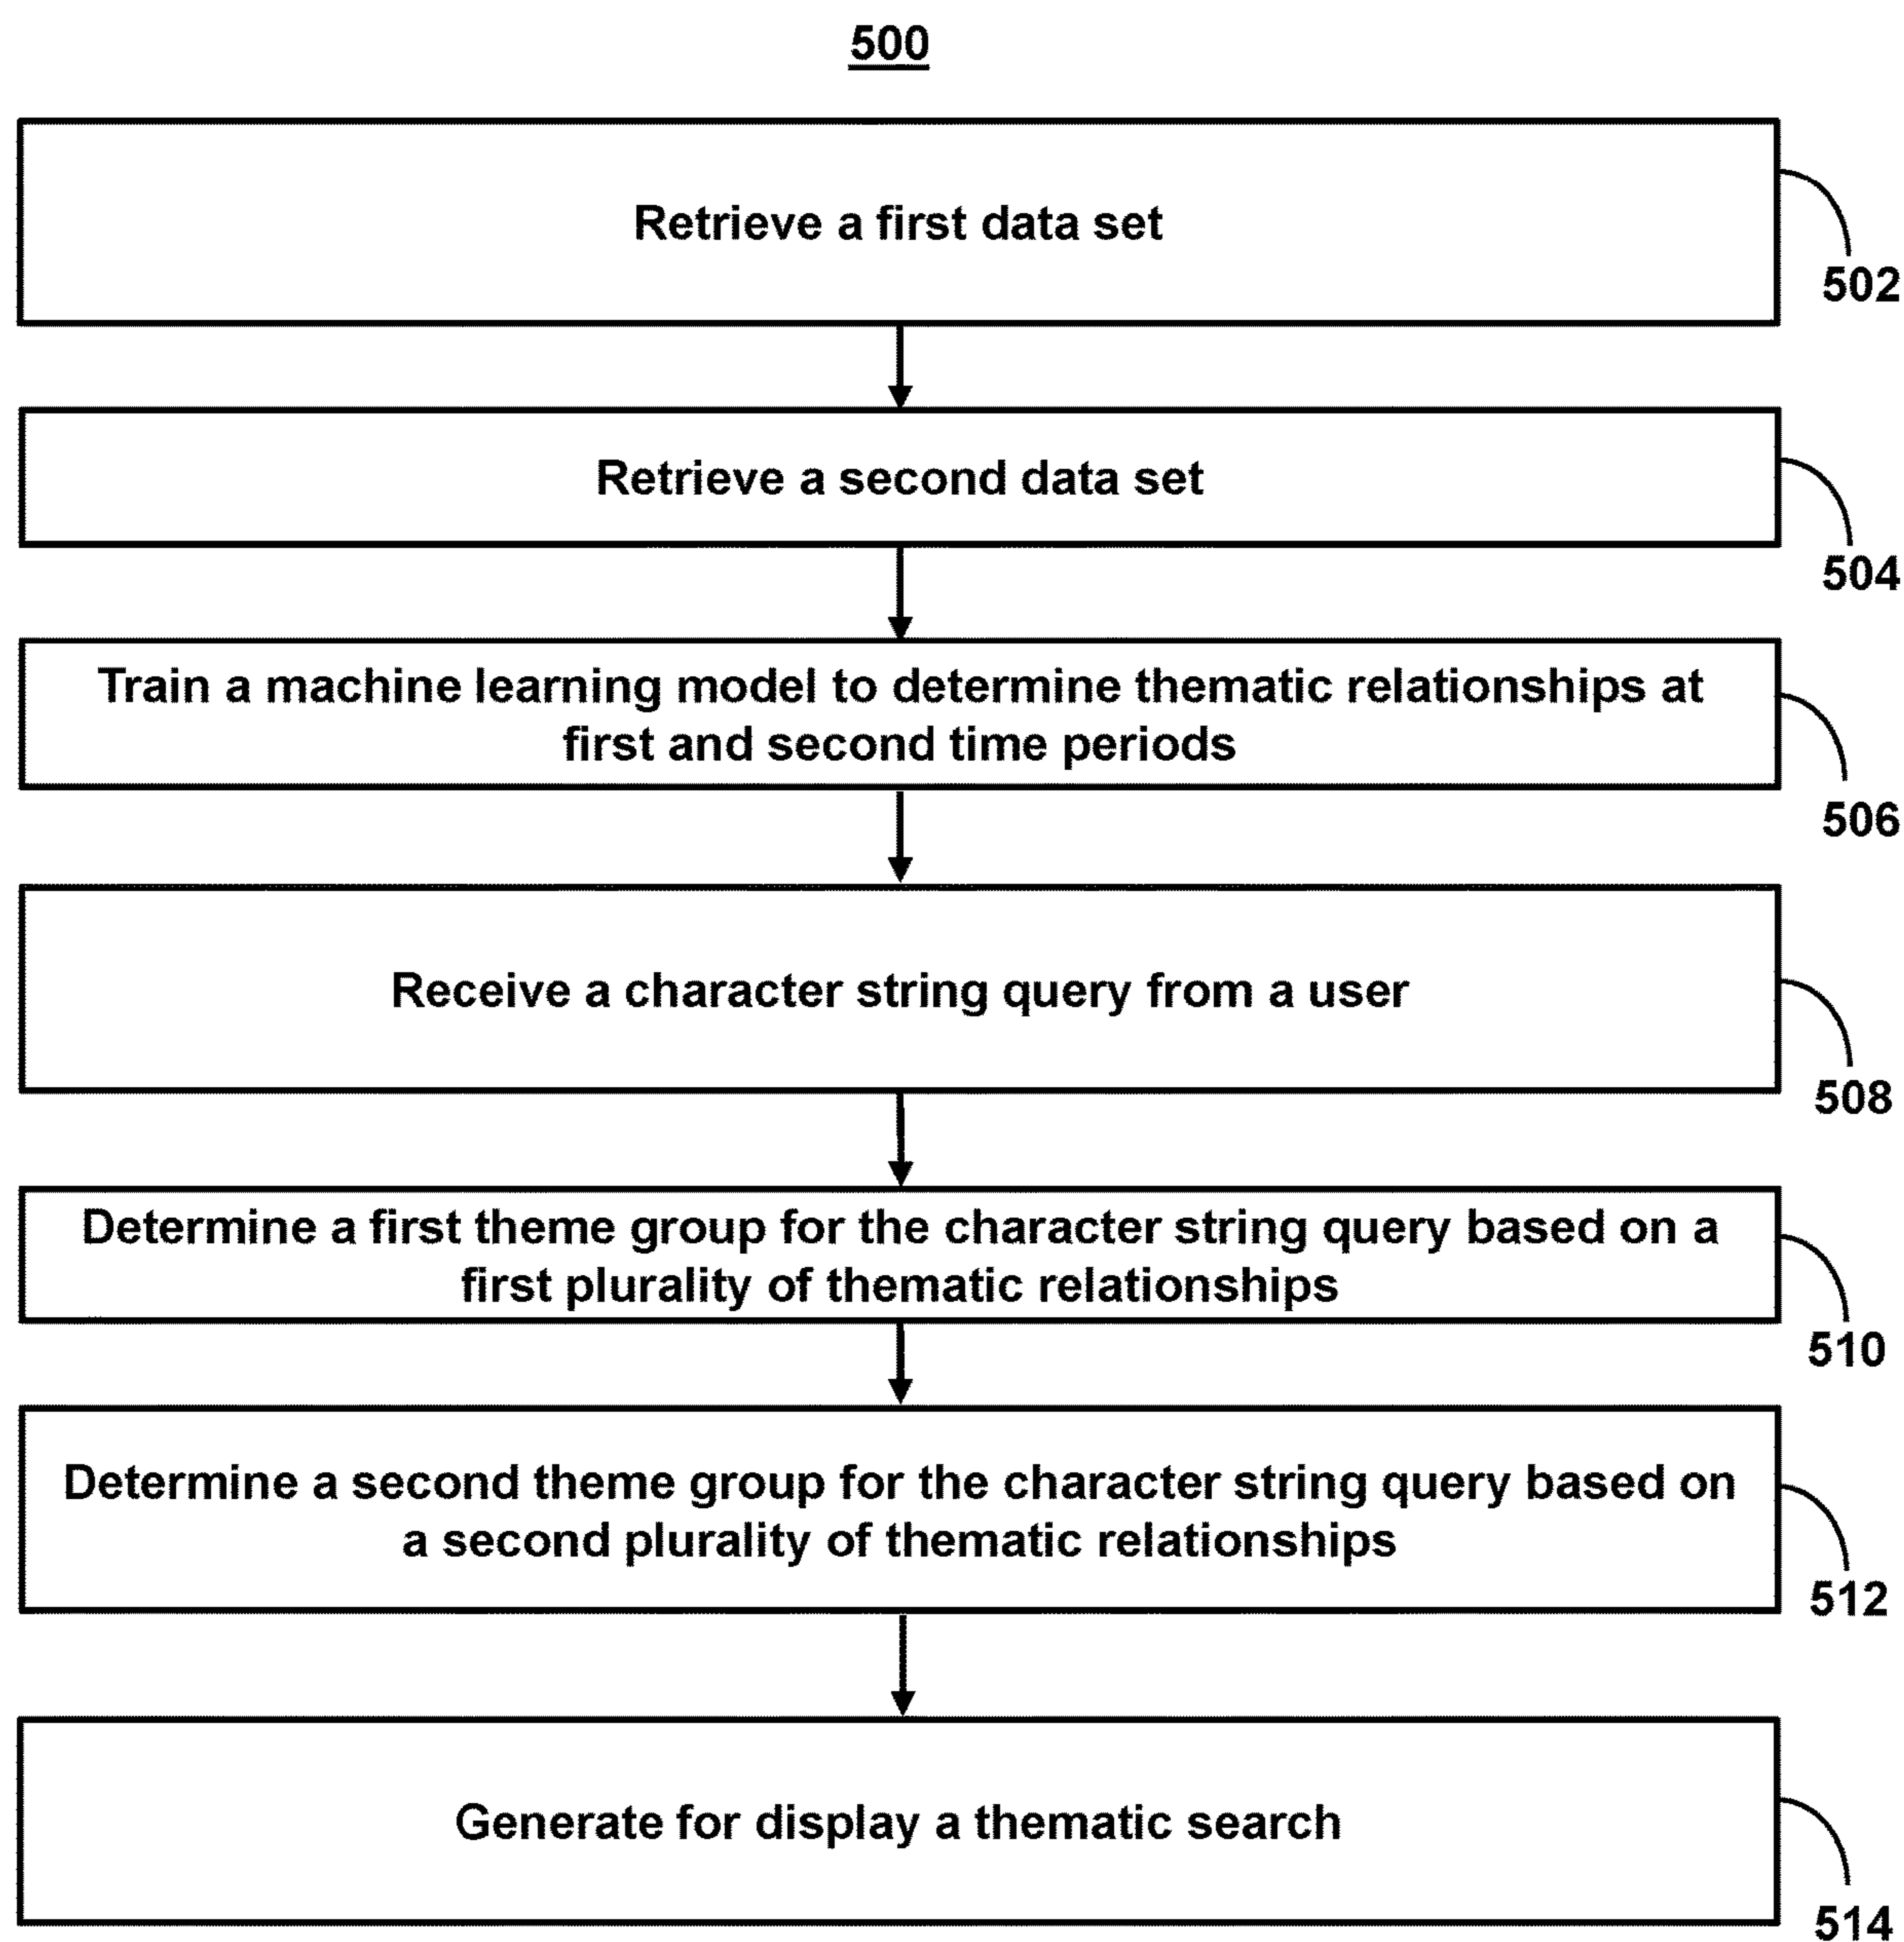 500
Retrieve a first data set
502
Retrieve a second data set
504
Train a machine learning model to determine thematic relationships at
first and second time periods
506
Receive a character string query from a user
508
Determine a first theme group for the character string query based on a
first plurality of thematic relationships
510
Determine a second theme group for the character string query based on
a second plurality of thematic relationships
512
Generate for display a thematic search
514